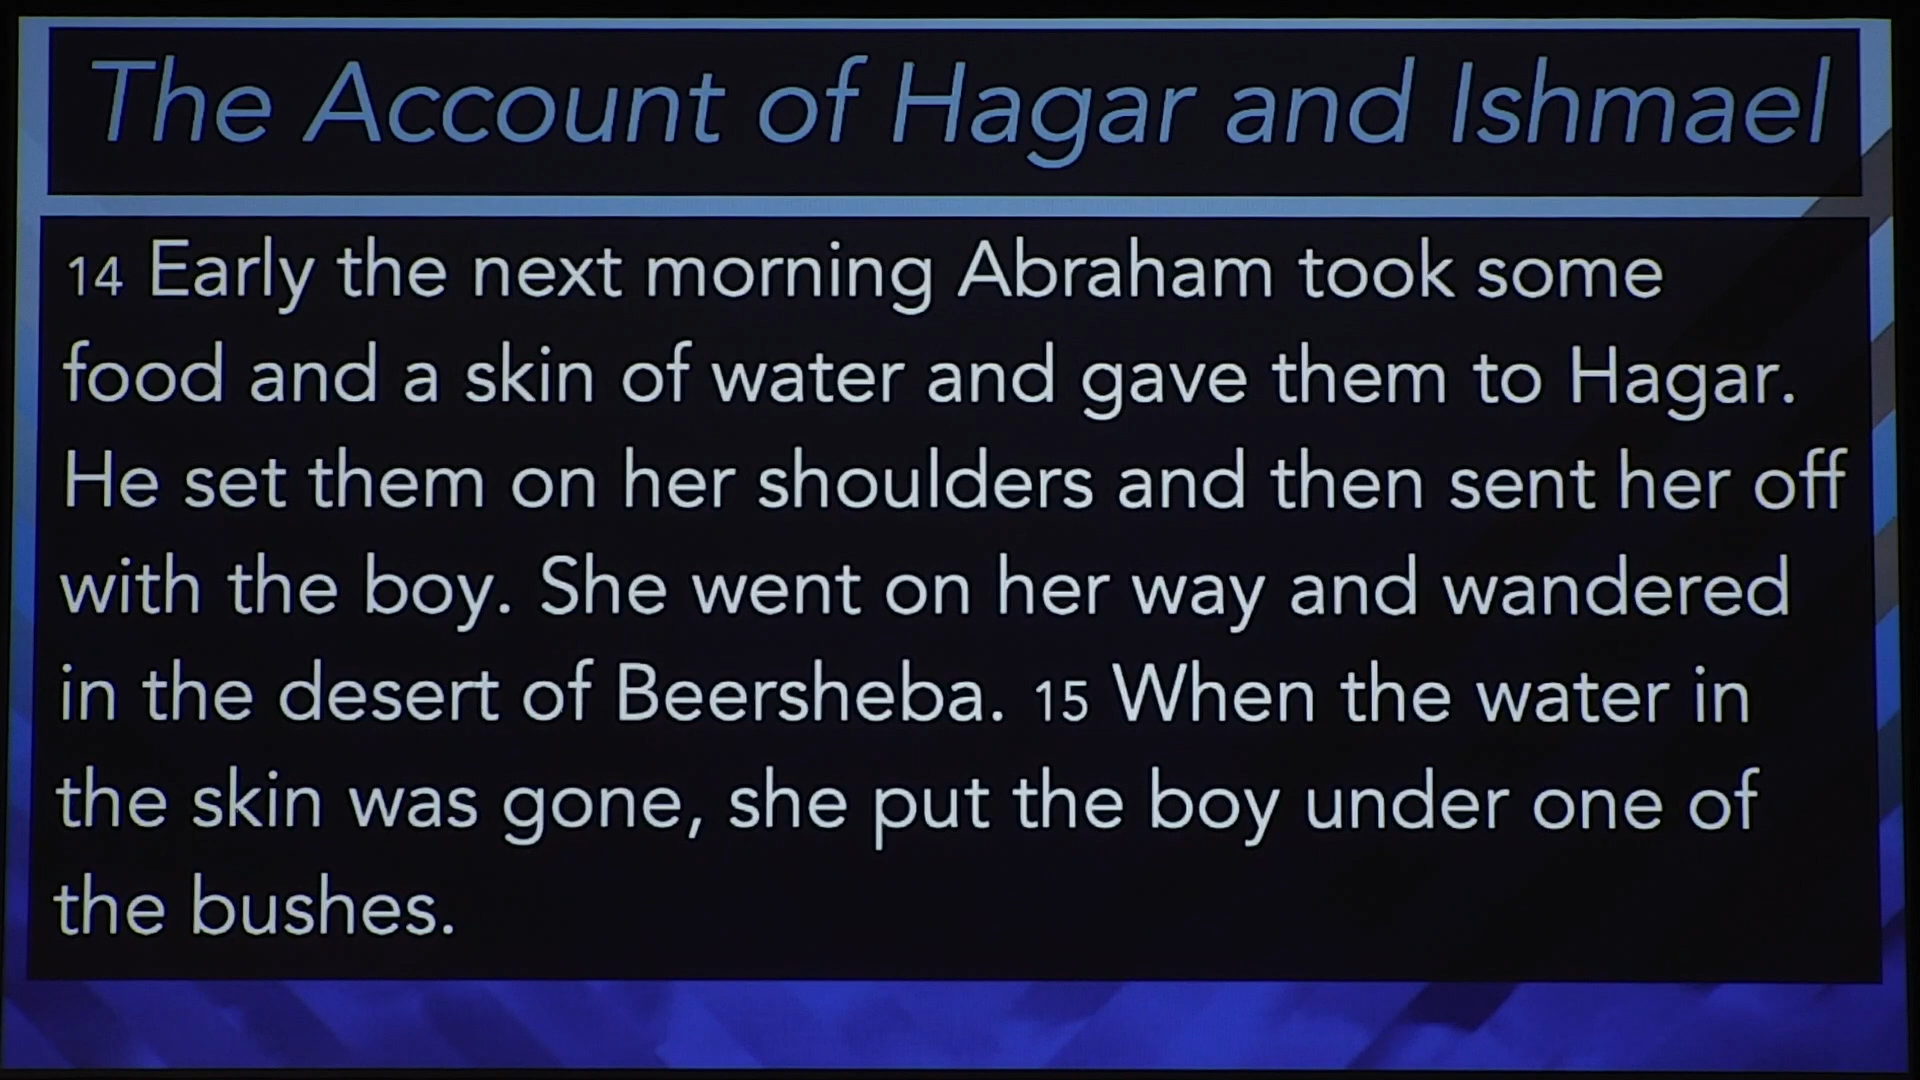 The Account of Hagar and Ishmael
14 Early the next morning Abraham took some
food and a skin of water and gave them to Hagar.
He set them on her shoulders and then sent her off
with the boy. She went on her way and wandered
in the desert of Beersheba. 15 When the water in
the skin was gone, she put the boy under one of
the bushes.